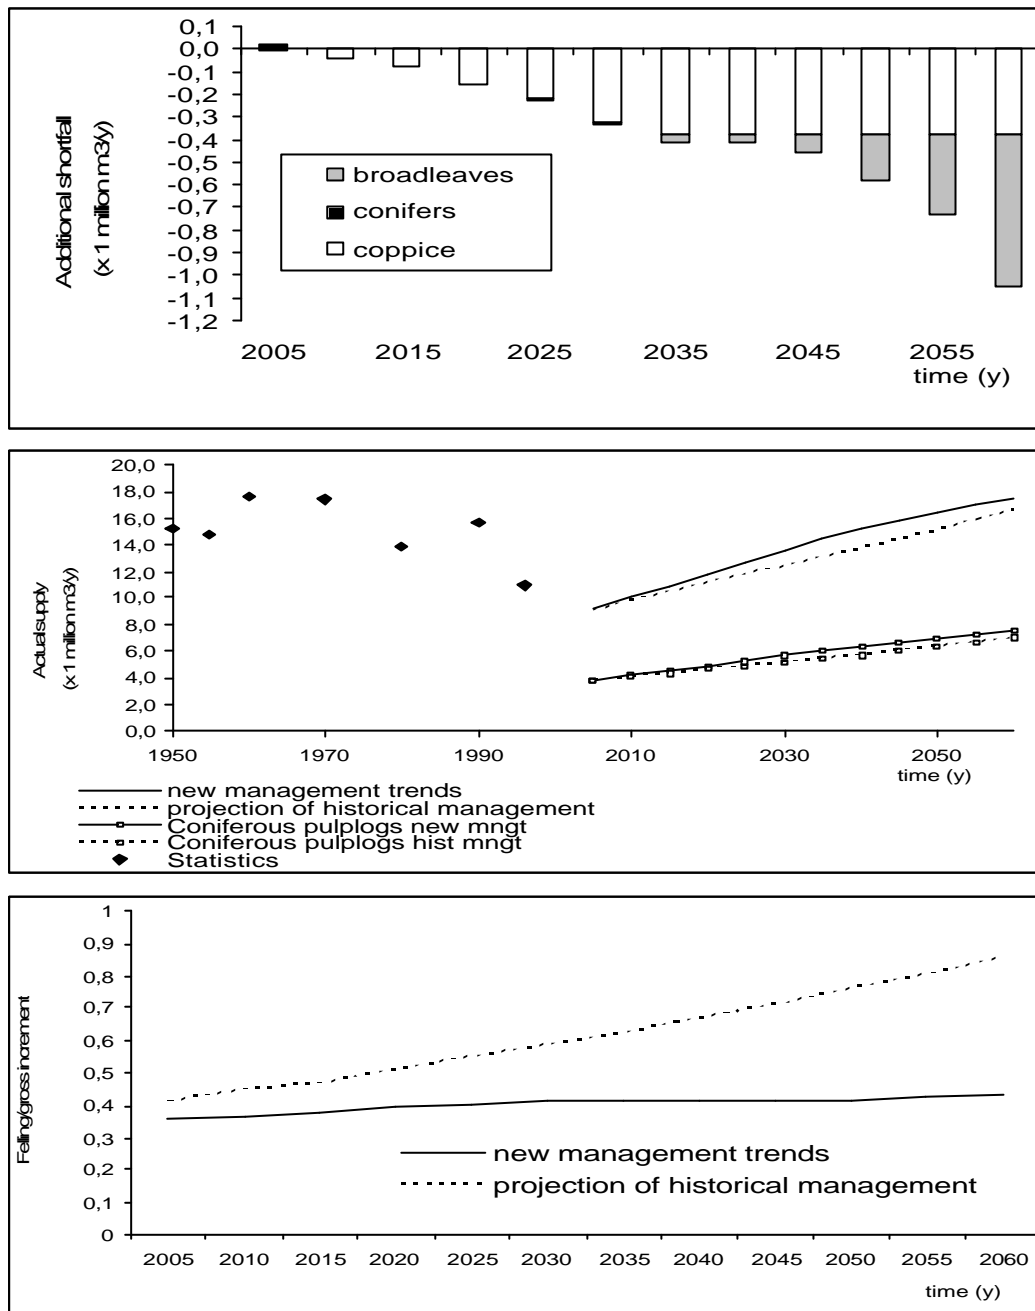 0,1
0,0
-0,1
-0,2
-0,3
-0,4
-0,5
-0,6
-0,7
-0,8
-0,9
-1,0
-1,1
-1,2
Additional shortfall
(x 1 million m3/y)
broadleaves
conifers
coppice
2005 2015 2025 2035 2045 2055
time (y)
20,0
18,0
16,0
14,0
12,0
10,0
8,0
6,0
4,0
2,0
0,0
Actual supply
(x 1 million m3/y)
1950 1970 1990 2010 2030 2050
time (y)
new management trends
projection of historical management
Coniferous pulplogs new mngt
Coniferous pulplogs hist mngt
Statistics
1
0,9
0,8
0,7
0,6
0,5
0,4
0,3
0,2
0,1
0
Felling/gross increment
new management trends
projection of historical management
2005 2010 2015 2020 2025 2030 2035 2040 2045 2050 2055 2060
time (y)